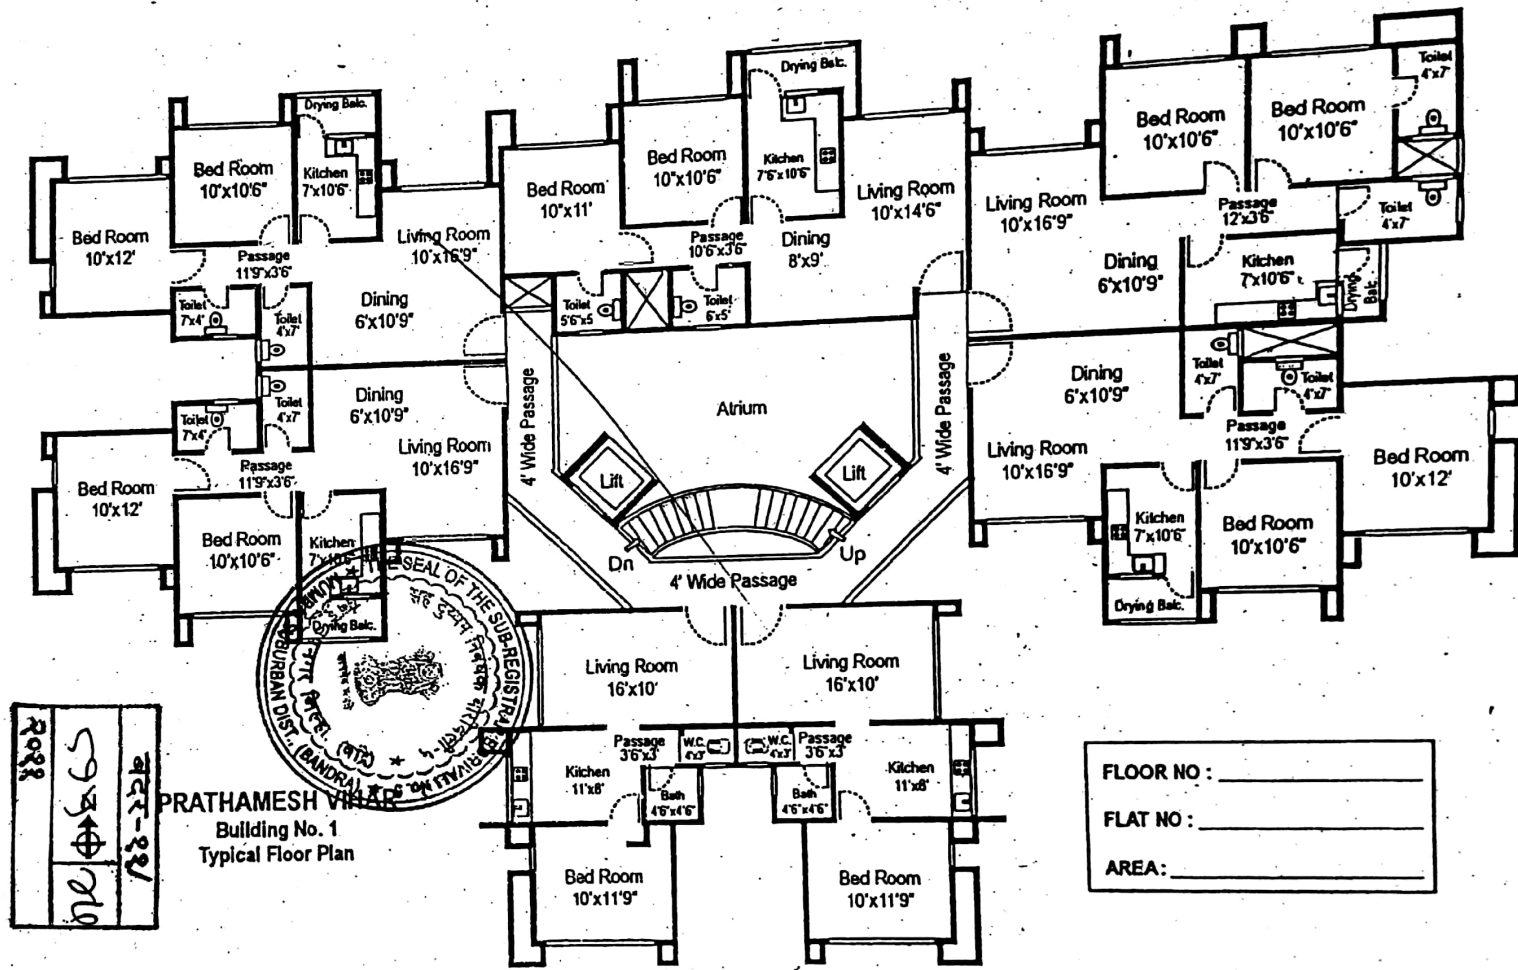 Drying Balc.
Bed Room
10'x10'6"
Kitchen
7'x10'6"
Bed Room
10'x12'
Passage
11'9"x3'6"
Living Room
10'x16'9"
Toilet
7'x4'
Toilet
4'x7'
Dining
6'x10'9"
Toilet
4'x7'
Toilet
7'x4'
Dining
6'x10'9"
Living Room
10'x16'9"
Passage
11'9"x3'6"
Bed Room
10'x12'
Bed Room
10'x10'6"
Kitchen
7'x10'6"
Drying Balc.
Drying Balc.
Bed Room
10"x10'6"
Kitchen
7'6"x10'6"
Bed Room
10"x11'
Living Room
10'x14'6"
Passage
10'6"x3'6
Dining
8'x9'
Toilet
5'6"x5
Toilet
6'x5'
Toilet
4'x7'
Bed Room
10'x10'6"
Bed Room
10'x10'6"
Living Room
10'x16'9"
Passage
12'x3'6"
Toilet
4'x7'
Dining
6'x10'9"
Kitchen
7'x10'6"
Drying
Balc.
Toilet
4'x7'
Toilet
4'x7'
Dining
6'x10'9"
Passage
11'9"x3'6"
Living Room
10'x16'9"
Bed Room
10'x12'
Kitchen
7'x10'6"
Bed Room
10'x10'6"
Drying Balc.
4' Wide Passage
Atrium
4' Wide Passage
Lift
Lift
Dn
Up
4' Wide Passage
Living Room
16'x10'
Living Room
16'x10'
Passage
3'6"x3'
W.C.
4'x3'
W.C.
4'x3'
Passage
3'6"x3'
Kitchen
11'x8'
Bath
4'6"x4'6"
Bath
4'6"x4'6"
Kitchen
11'x8'
Bed Room
10'x11'9"
Bed Room
10'x11'9"
THE SEAL OF THE SUB-REGISTRAR
BORIVALI No. 5
SUBURBAN DIST., (BANDRA)
PRATHAMESH VIHAR
Building No. 1
Typical Floor Plan
FLOOR NO :
FLAT NO :
AREA :